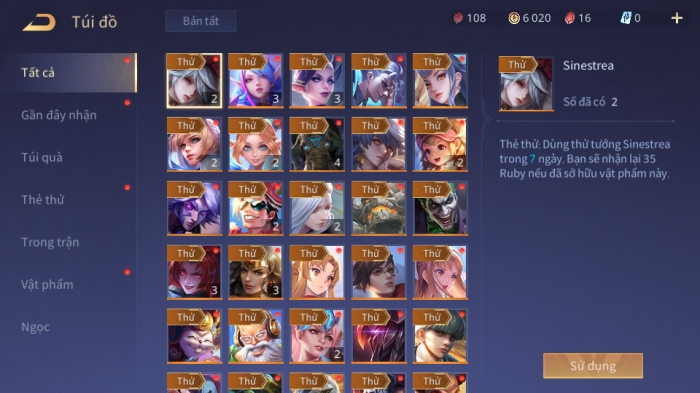 Túi đồ
Bán tất
108
6 020
16
0
Tất cả
Gần đây nhận
Túi quà
Thẻ thử
Trong trận
Vật phẩm
Ngọc
Thử Thử Thử Thử Thử
2 3 3
Thử Thử Thử Thử Thử
2 2 4 2
Thử Thử Thử Thử Thử
2 2
Thử Thử Thử Thử Thử
3 3
Thử Thử Thử Thử Thử
2
Thử Thử Thử Thử Thử
Thử
Sinestrea
Số đã có 2
Thẻ thử: Dùng thử tướng Sinestrea
trong 7 ngày. Bạn sẽ nhận lại 35
Ruby nếu đã sở hữu vật phẩm này.
Sử dụng